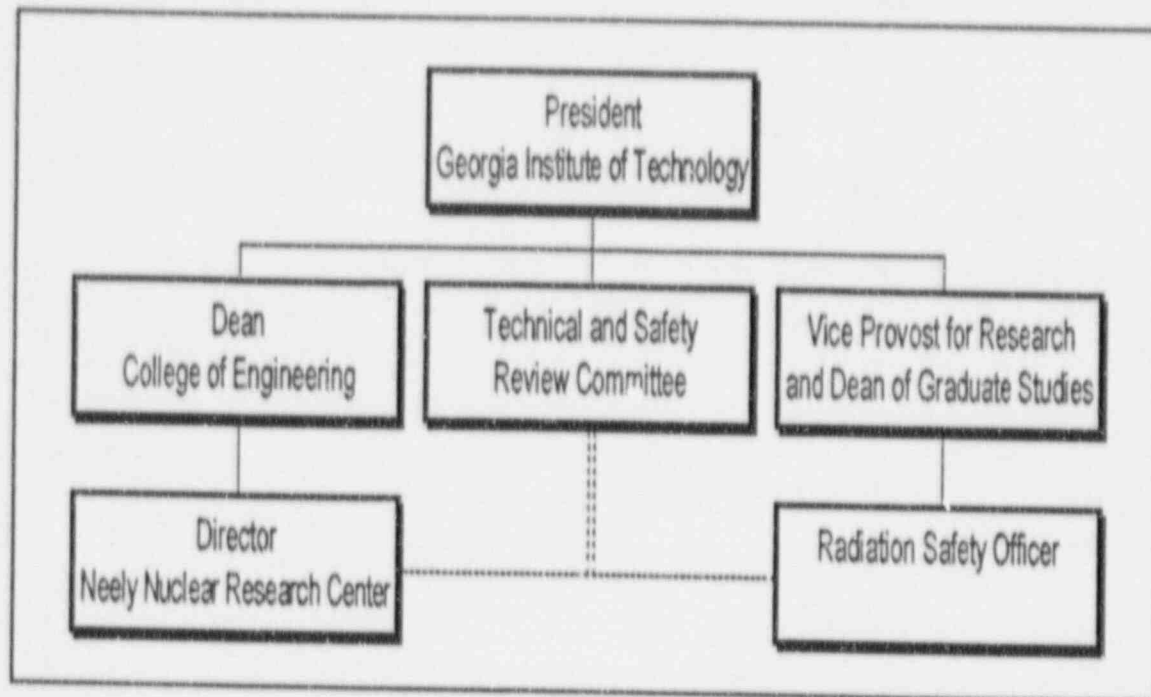 President
Georgia Institute of Technology
Dean
College of Engineering
Technical and Safety
Review Committee
Vice Provost for Research
and Dean of Graduate Studies
Director
Neely Nuclear Research Center
Radiation Safety Officer